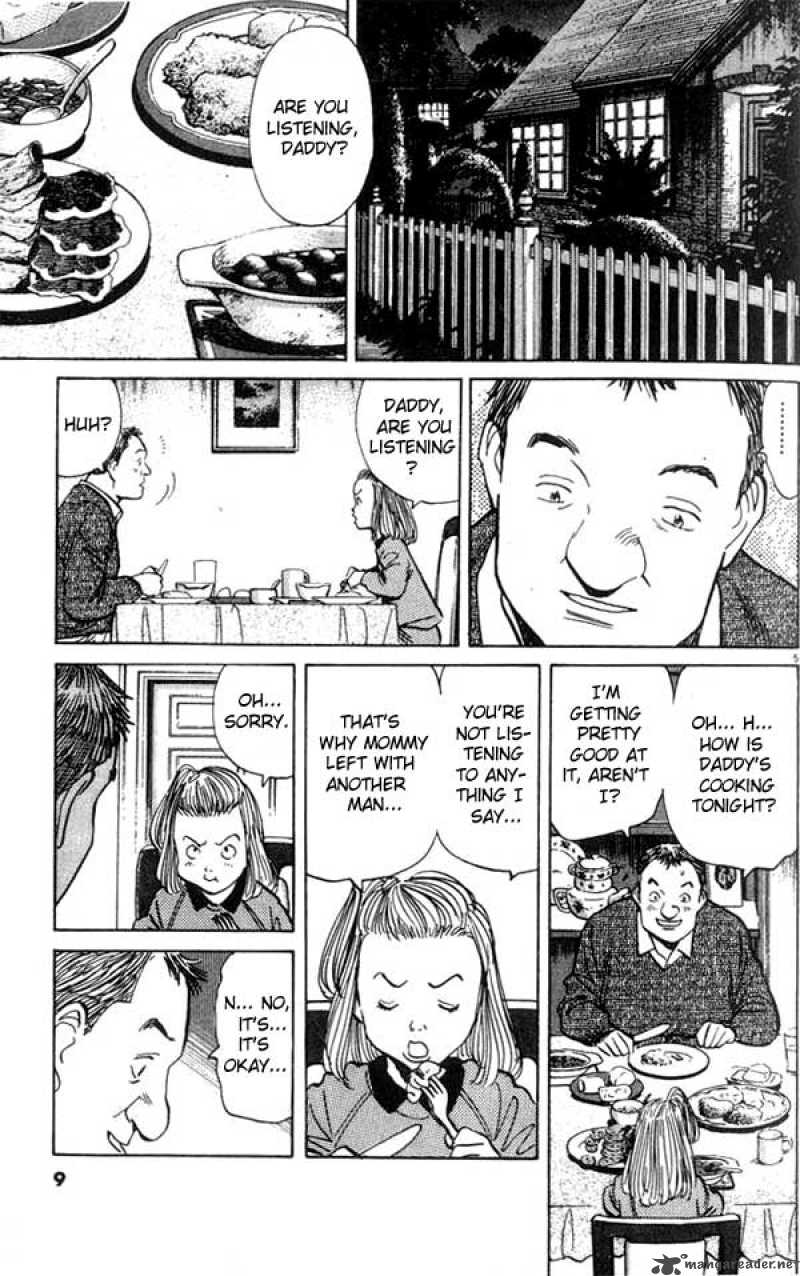 ARE YOU
LISTENING,
DADDY?
.........
DADDY,
ARE YOU
LISTENING
?
HUH?
5
OH... H...
HOW IS
DADDY'S
COOKING
TONIGHT?
I'M
GETTING
PRETTY
GOOD AT
IT, AREN'T
I?
YOU'RE
NOT LIS-
TENING
TO ANY-
THING I
SAY...
THAT'S
WHY MOMMY
LEFT WITH
ANOTHER
MAN...
OH...
SORRY.
N... NO,
IT'S...
IT'S
OKAY...
9
mangareader.net